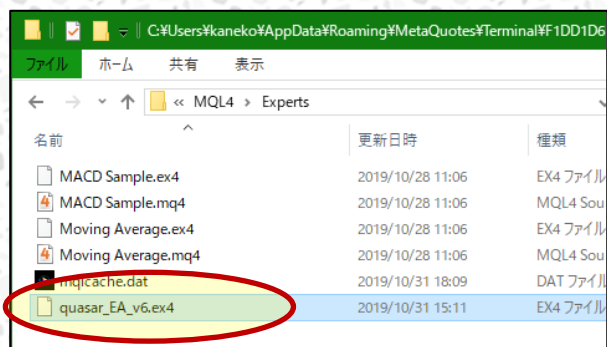 C:¥Users¥kaneko¥AppData¥Roaming¥MetaQuotes¥Terminal¥F1DD1D6
ファイル ホーム 共有 表示
« MQL4 › Experts
名前 更新日時 種類
MACD Sample.ex4 2019/10/28 11:06 EX4 ファイル
MACD Sample.mq4 2019/10/28 11:06 MQL4 Sou
Moving Average.ex4 2019/10/28 11:06 EX4 ファイル
Moving Average.mq4 2019/10/28 11:06 MQL4 Sou
mqlcache.dat 2019/10/31 18:09 DAT ファイル
quasar_EA_v6.ex4 2019/10/31 15:11 EX4 ファイル